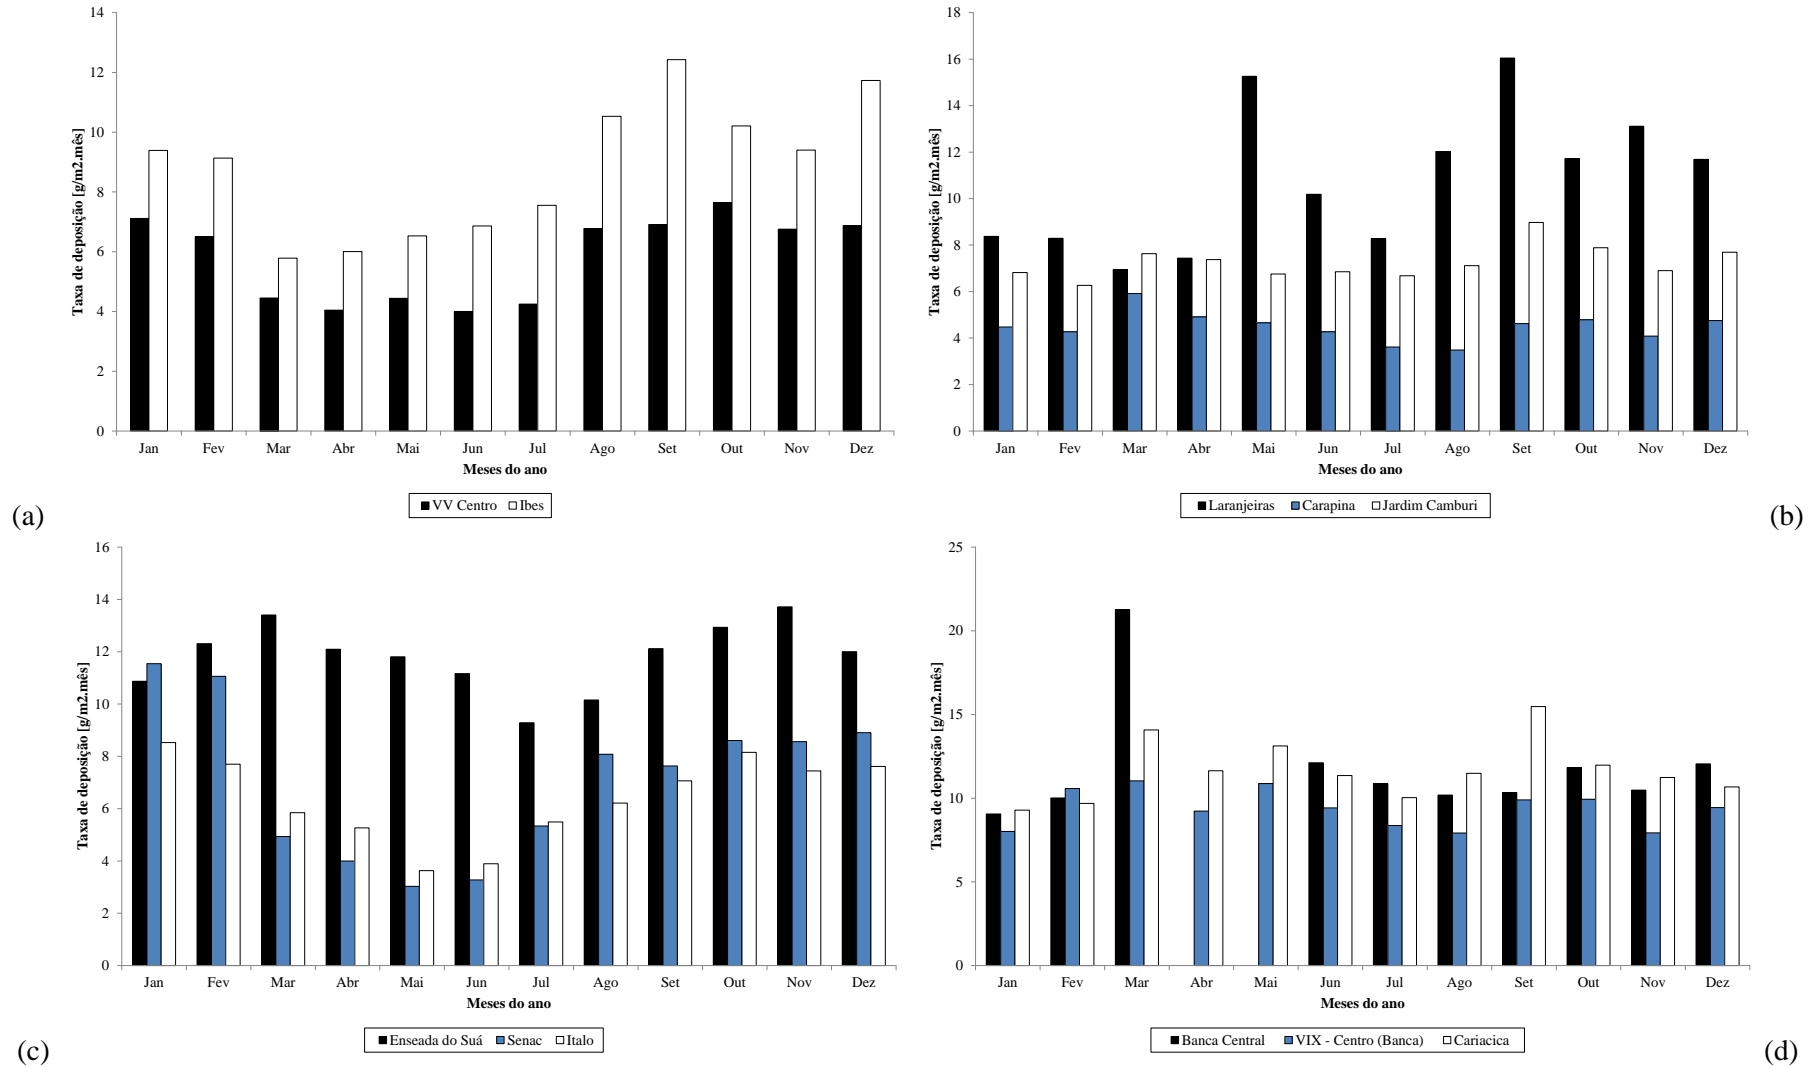 14
12
10
8
6
4
2
0
Taxa de deposição [g/m2.mês]
Jan Fev Mar Abr Mai Jun Jul Ago Set Out Nov Dez
Meses do ano
VV Centro Ibes
(a)
18
16
14
12
10
8
6
4
2
0
Taxa de deposição [g/m2.mês]
Jan Fev Mar Abr Mai Jun Jul Ago Set Out Nov Dez
Meses do ano
Laranjeiras Carapina Jardim Camburi
(b)
16
14
12
10
8
6
4
2
0
Taxa de deposição [g/m2.mês]
Jan Fev Mar Abr Mai Jun Jul Ago Set Out Nov Dez
Meses do ano
Enseada do Suá Senac Italo
(c)
25
20
15
10
5
0
Taxa de deposição [g/m2.mês]
Jan Fev Mar Abr Mai Jun Jul Ago Set Out Nov Dez
Meses do ano
Banca Central VIX - Centro (Banca) Cariacica
(d)